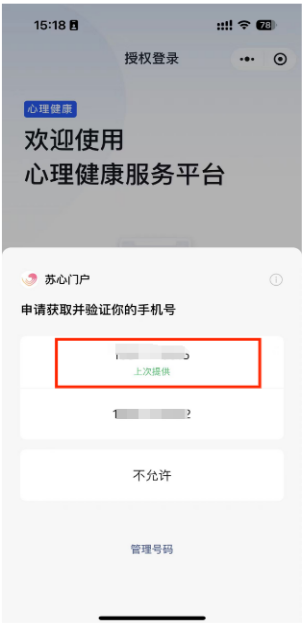 15:18
78
授权登录
心理健康
欢迎使用
心理健康服务平台
苏心门户
申请获取并验证你的手机号
上次提供
不允许
管理号码